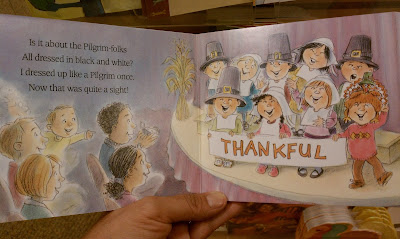 Is it about the Pilgrim-folks
All dressed in black and white?
I dressed up like a Pilgrim once.
Now that was quite a sight!
THANKFUL